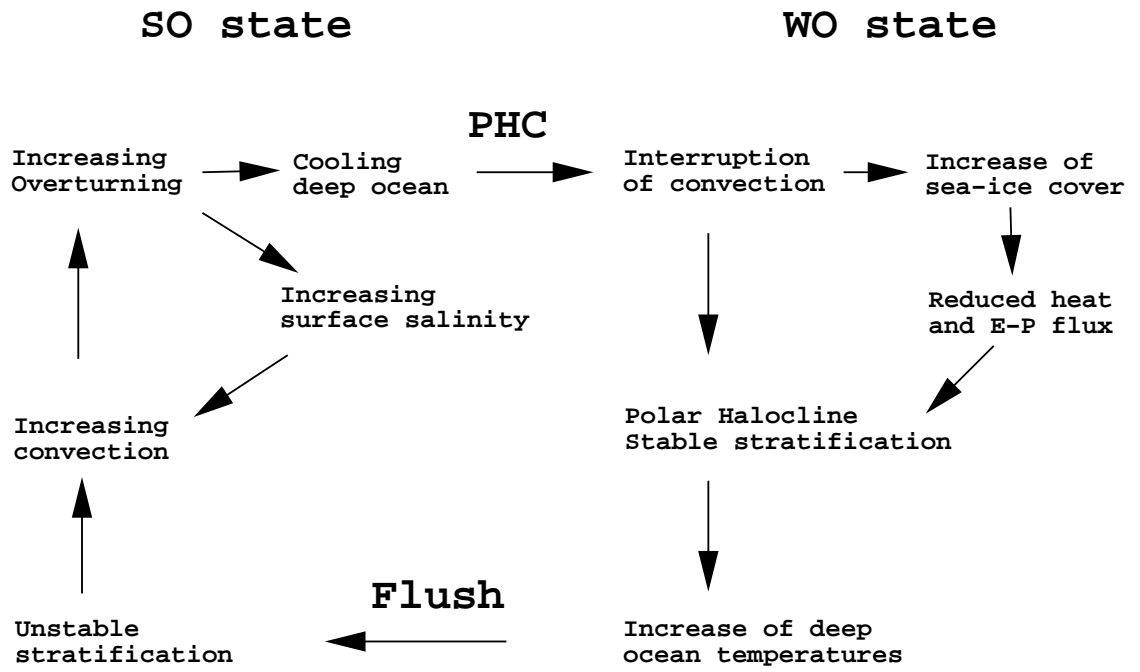 SO state
WO state
PHC
Increasing
Overturning
Cooling
deep ocean
Interruption
of convection
Increase of
sea-ice cover
Increasing
surface salinity
Reduced heat
and E-P flux
Increasing
convection
Polar Halocline
Stable stratification
Flush
Unstable
stratification
Increase of deep
ocean temperatures